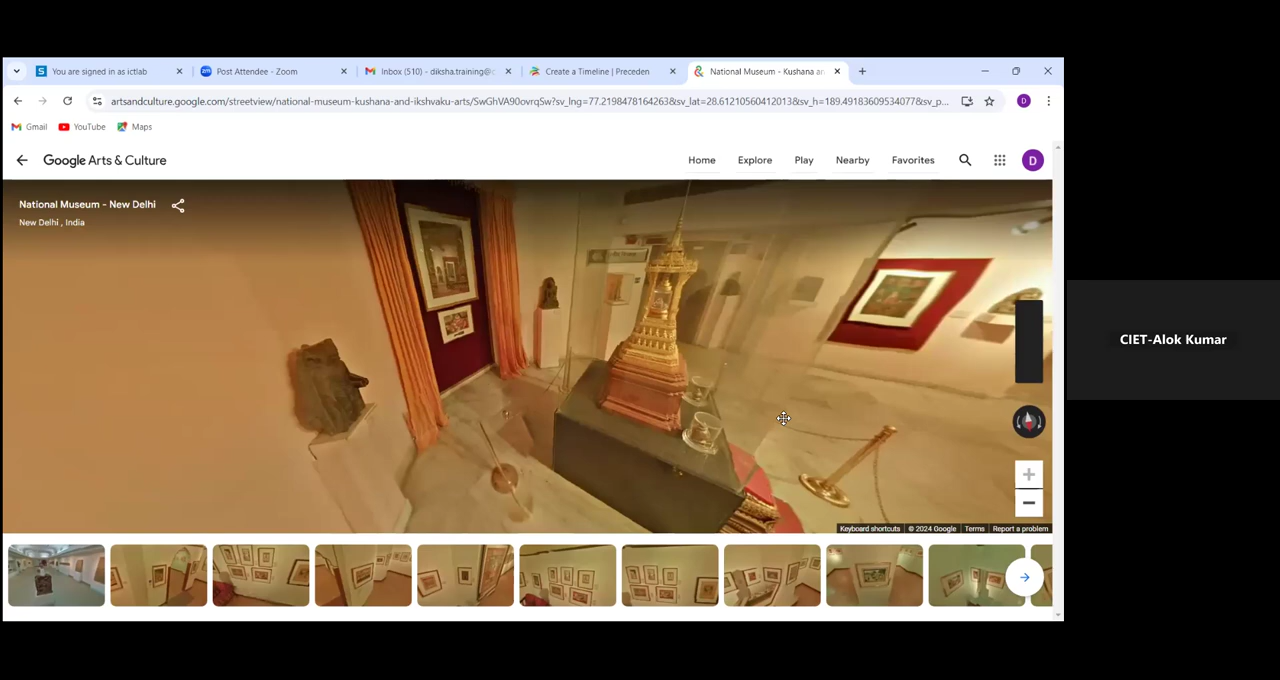 You are signed in as ictlab
Post Attendee - Zoom
Inbox (510) - diksha.training@
Create a Timeline | Preceden
National Museum - Kushana an
artsandculture.google.com/streetview/national-museum-kushana-and-ikshvaku-arts/SwGhVA90ovrqSw?sv_lng=77.2198478164263&sv_lat=28.61210560412013&sv_h=189.49183609534077&sv_p...
D
Gmail
YouTube
Maps
Google Arts & Culture
Home
Explore
Play
Nearby
Favorites
D
National Museum - New Delhi
New Delhi , India
CIET-Alok Kumar
Keyboard shortcuts
© 2024 Google
Terms
Report a problem